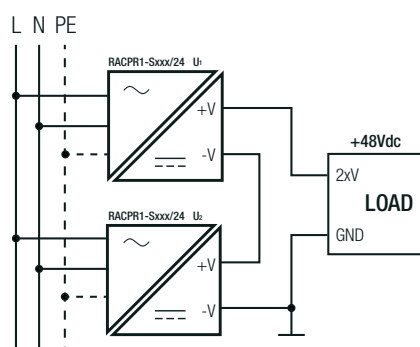 L N PE
RACPR1-Sxxx/24 U1
+V
-V
+48Vdc
2xV
LOAD
GND
RACPR1-Sxxx/24 U2
+V
-V